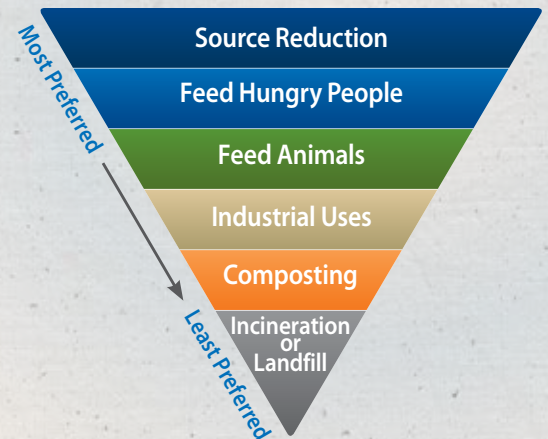 Most Preferred
Source Reduction
Feed Hungry People
Feed Animals
Industrial Uses
Composting
Incineration
or
Landfill
Least Preferred